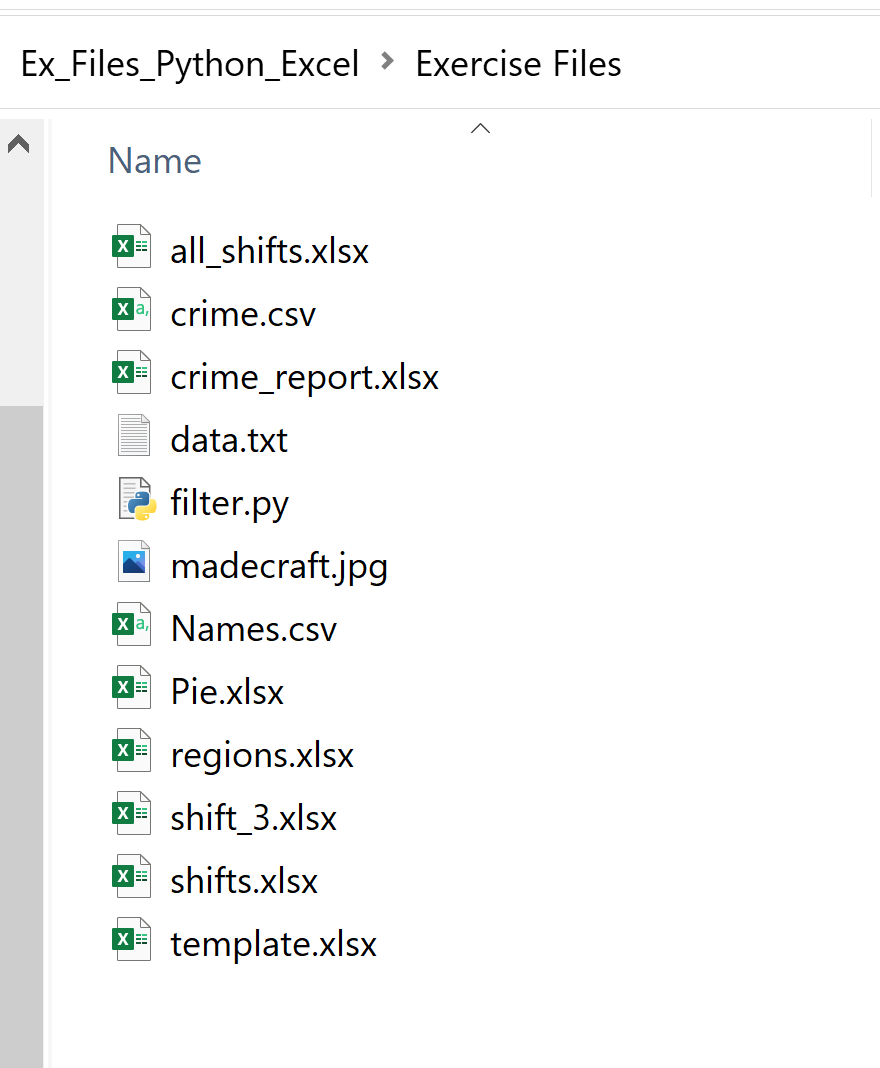 Ex_Files_Python_Excel > Exercise Files
Name
all_shifts.xlsx
crime.csv
crime_report.xlsx
data.txt
filter.py
madecraft.jpg
Names.csv
Pie.xlsx
regions.xlsx
shift_3.xlsx
shifts.xlsx
template.xlsx